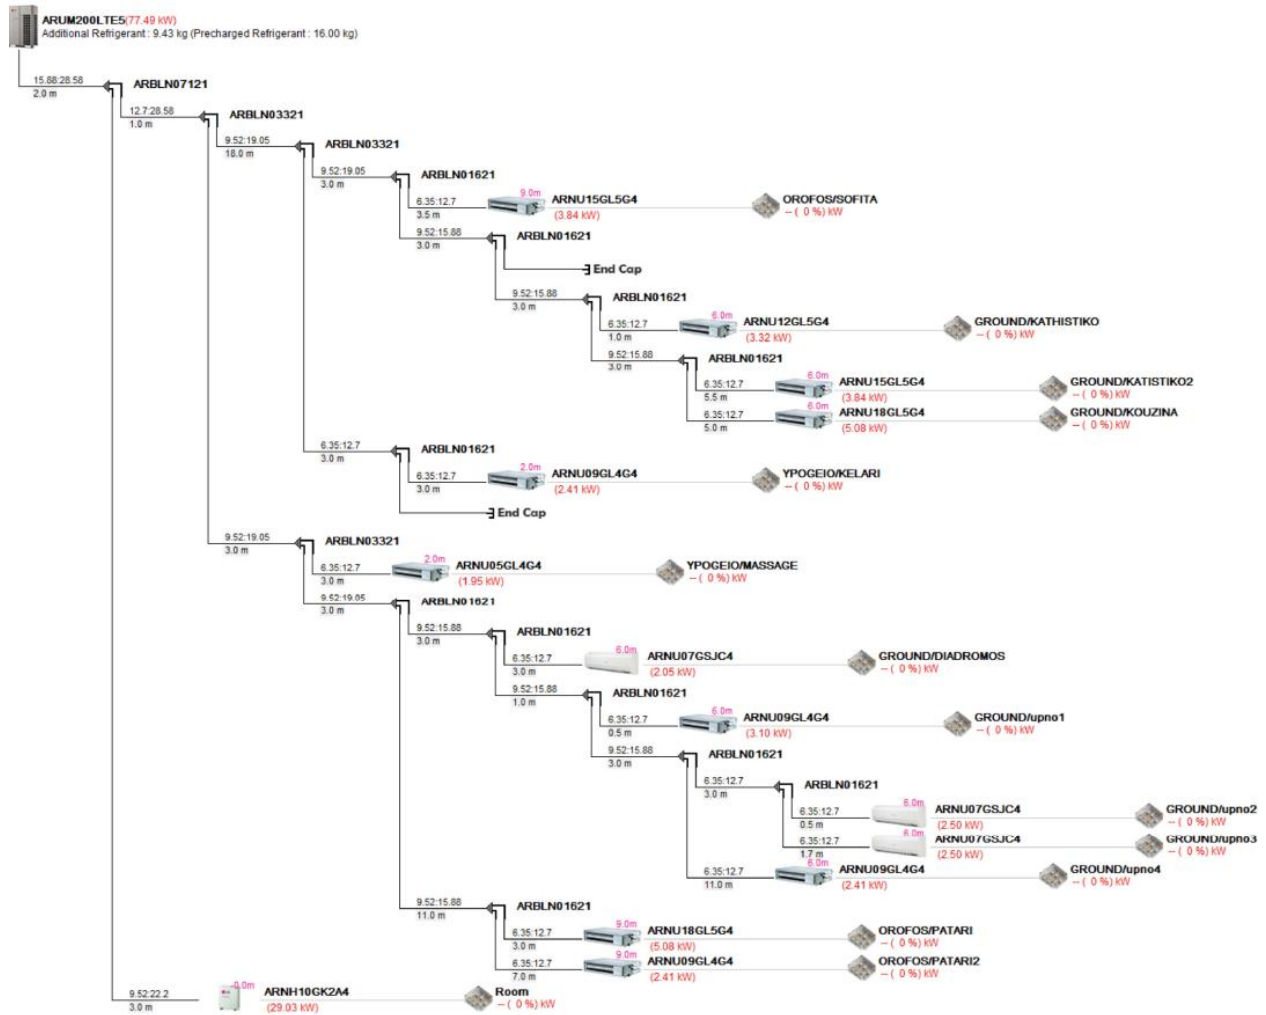 ARUM200LTE5(77.49 kW)
Additional Refrigerant : 9.43 kg (Precharged Refrigerant : 16.00 kg)
15.88:28.58
2.0 m
ARBLN07121
12.7:28.58
1.0 m
ARBLN03321
9.52:19.05
18.0 m
ARBLN03321
9.52:19.05
3.0 m
ARBLN01621
6.35:12.7
3.5 m
9.0m
ARNU15GL5G4
(3.84 kW)
OROFOS/SOFITA
-- ( 0 %) kW
9.52:15.88
3.0 m
ARBLN01621
End Cap
9.52:15.88
3.0 m
ARBLN01621
6.35:12.7
1.0 m
6.0m
ARNU12GL5G4
(3.32 kW)
GROUND/KATHISTIKO
-- ( 0 %) kW
9.52:15.88
3.0 m
ARBLN01621
6.35:12.7
5.5 m
6.0m
ARNU15GL5G4
(3.84 kW)
GROUND/KATISTIKO2
-- ( 0 %) kW
6.35:12.7
5.0 m
6.0m
ARNU18GL5G4
(5.08 kW)
GROUND/KOUZINA
-- ( 0 %) kW
6.35:12.7
3.0 m
ARBLN01621
6.35:12.7
3.0 m
2.0m
ARNU09GL4G4
(2.41 kW)
YPOGEIO/KELARI
-- ( 0 %) kW
End Cap
9.52:19.05
3.0 m
ARBLN03321
6.35:12.7
3.0 m
2.0m
ARNU05GL4G4
(1.95 kW)
YPOGEIO/MASSAGE
-- ( 0 %) kW
9.52:19.05
3.0 m
ARBLN01621
9.52:15.88
3.0 m
ARBLN01621
6.35:12.7
3.0 m
6.0m
ARNU07GSJC4
(2.05 kW)
GROUND/DIADROMOS
-- ( 0 %) kW
9.52:15.88
1.0 m
ARBLN01621
6.35:12.7
0.5 m
6.0m
ARNU09GL4G4
(3.10 kW)
GROUND/upno1
-- ( 0 %) kW
9.52:15.88
3.0 m
ARBLN01621
6.35:12.7
3.0 m
ARBLN01621
6.35:12.7
0.5 m
6.0m
ARNU07GSJC4
(2.50 kW)
GROUND/upno2
-- ( 0 %) kW
6.35:12.7
1.7 m
6.0m
ARNU07GSJC4
(2.50 kW)
GROUND/upno3
-- ( 0 %) kW
6.35:12.7
11.0 m
6.0m
ARNU09GL4G4
(2.41 kW)
GROUND/upno4
-- ( 0 %) kW
9.52:15.88
11.0 m
ARBLN01621
6.35:12.7
3.0 m
9.0m
ARNU18GL5G4
(5.08 kW)
OROFOS/PATARI
-- ( 0 %) kW
6.35:12.7
7.0 m
9.0m
ARNU09GL4G4
(2.41 kW)
OROFOS/PATARI2
-- ( 0 %) kW
9.52:22.2
3.0 m
0.0m
ARNH10GK2A4
(29.03 kW)
Room
-- ( 0 %) kW